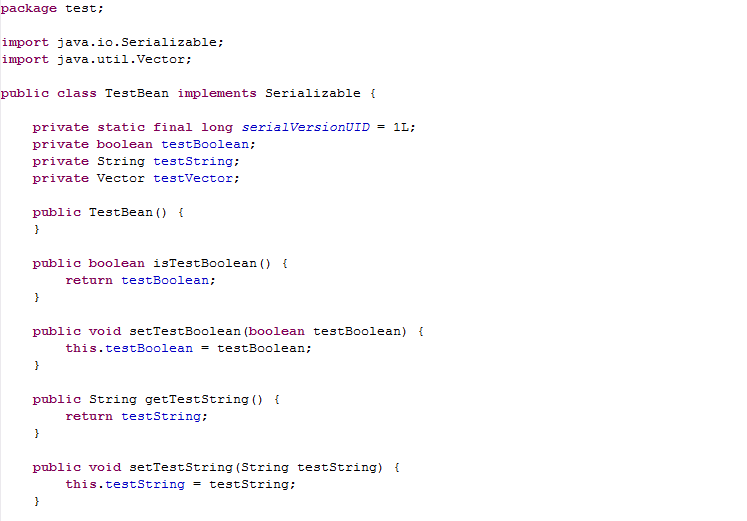 package test;
import java.io.Serializable;
import java.util.Vector;
public class TestBean implements Serializable {
private static final long serialVersionUID = 1L;
private boolean testBoolean;
private String testString;
private Vector testVector;
public TestBean() {
}
public boolean isTestBoolean() {
return testBoolean;
}
public void setTestBoolean(boolean testBoolean) {
this.testBoolean = testBoolean;
}
public String getTestString() {
return testString;
}
public void setTestString(String testString) {
this.testString = testString;
}